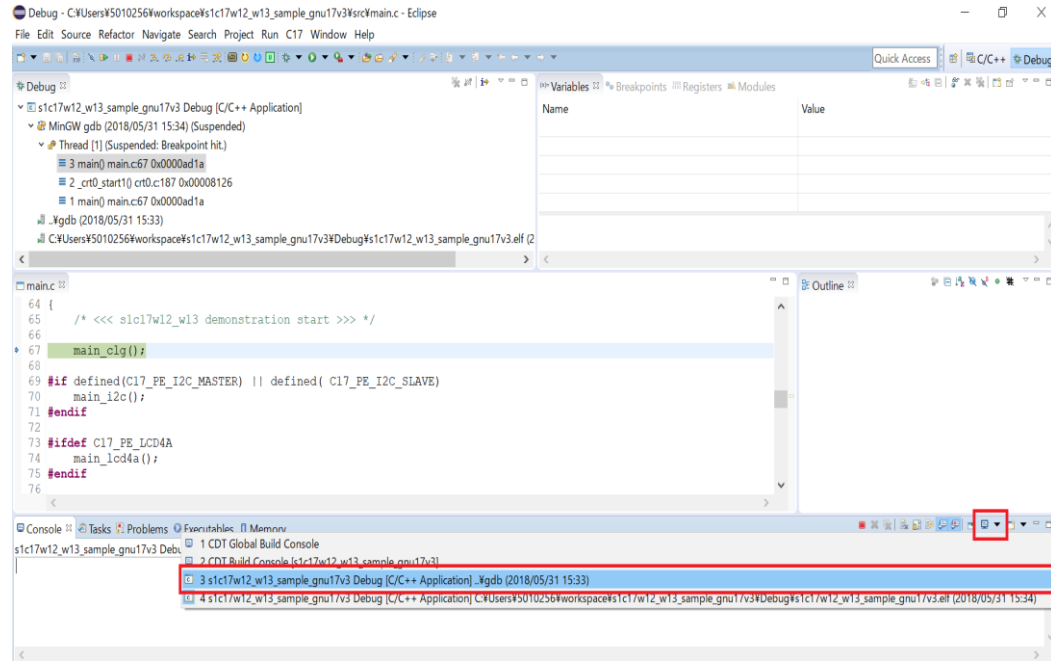 Debug - C:¥Users¥5010256¥workspace¥s1c17w12_w13_sample_gnu17v3¥src¥main.c - Eclipse
File Edit Source Refactor Navigate Search Project Run C17 Window Help
Quick Access C/C++ Debug
Debug
Variables Breakpoints Registers Modules
s1c17w12_w13_sample_gnu17v3 Debug [C/C++ Application]
Name Value
MinGW gdb (2018/05/31 15:34) (Suspended)
Thread [1] (Suspended: Breakpoint hit.)
3 main() main.c:67 0x0000ad1a
2 _crt0_start1() crt0.c:187 0x00008126
1 main() main.c:67 0x0000ad1a
..¥gdb (2018/05/31 15:33)
C:¥Users¥5010256¥workspace¥s1c17w12_w13_sample_gnu17v3¥Debug¥s1c17w12_w13_sample_gnu17v3.elf (2
main.c
Outline
64 {
65 /* <<< s1c17w12_w13 demonstration start >>> */
66
67 main_clg();
68
69 #if defined(C17_PE_I2C_MASTER) || defined( C17_PE_I2C_SLAVE)
70 main_i2c();
71 #endif
72
73 #ifdef C17_PE_LCD4A
74 main_lcd4a();
75 #endif
76
Console Tasks Problems Executables Memory
s1c17w12_w13_sample_gnu17v3 Debu
1 CDT Global Build Console
2 CDT Build Console [s1c17w12_w13_sample_gnu17v3]
3 s1c17w12_w13_sample_gnu17v3 Debug [C/C++ Application] ..¥gdb (2018/05/31 15:33)
4 s1c17w12_w13_sample_gnu17v3 Debug [C/C++ Application] C:¥Users¥5010256¥workspace¥s1c17w12_w13_sample_gnu17v3¥Debug¥s1c17w12_w13_sample_gnu17v3.elf (2018/05/31 15:34)